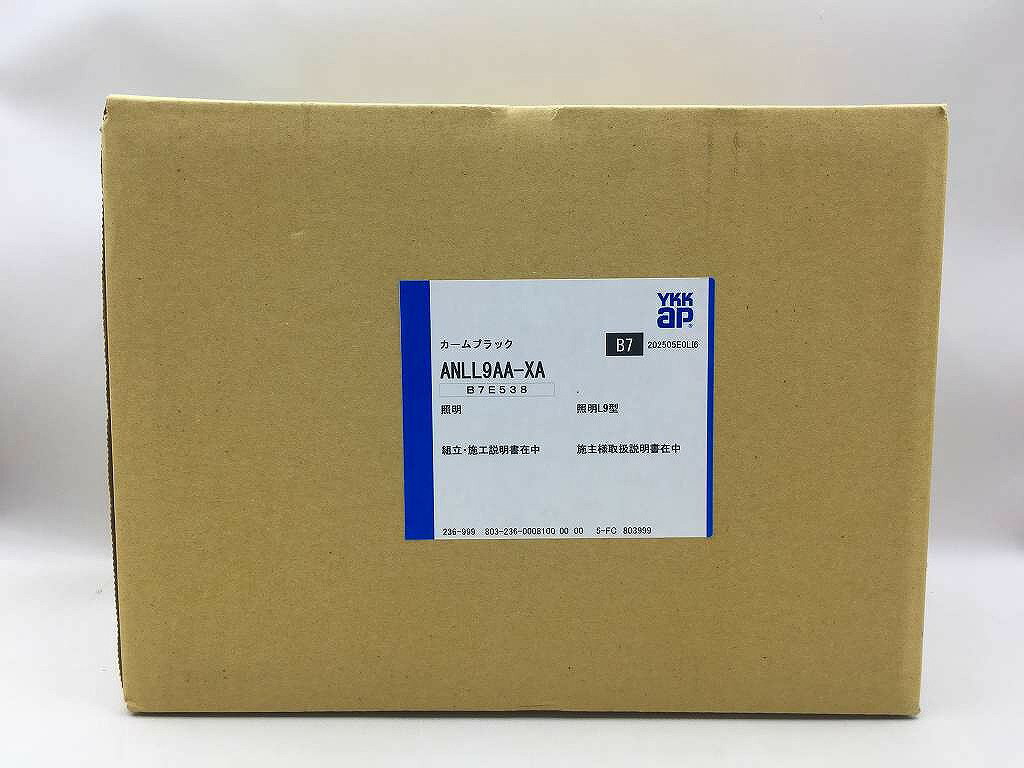 YKK
ap®
カームブラック B7 202505E0LI6
ANLL9AA-XA
B7E538
照明 照明L9型
組立・施工説明書在中 施主様取扱説明書在中
236-999 803-236-0008100 00 00 5-FC 803999